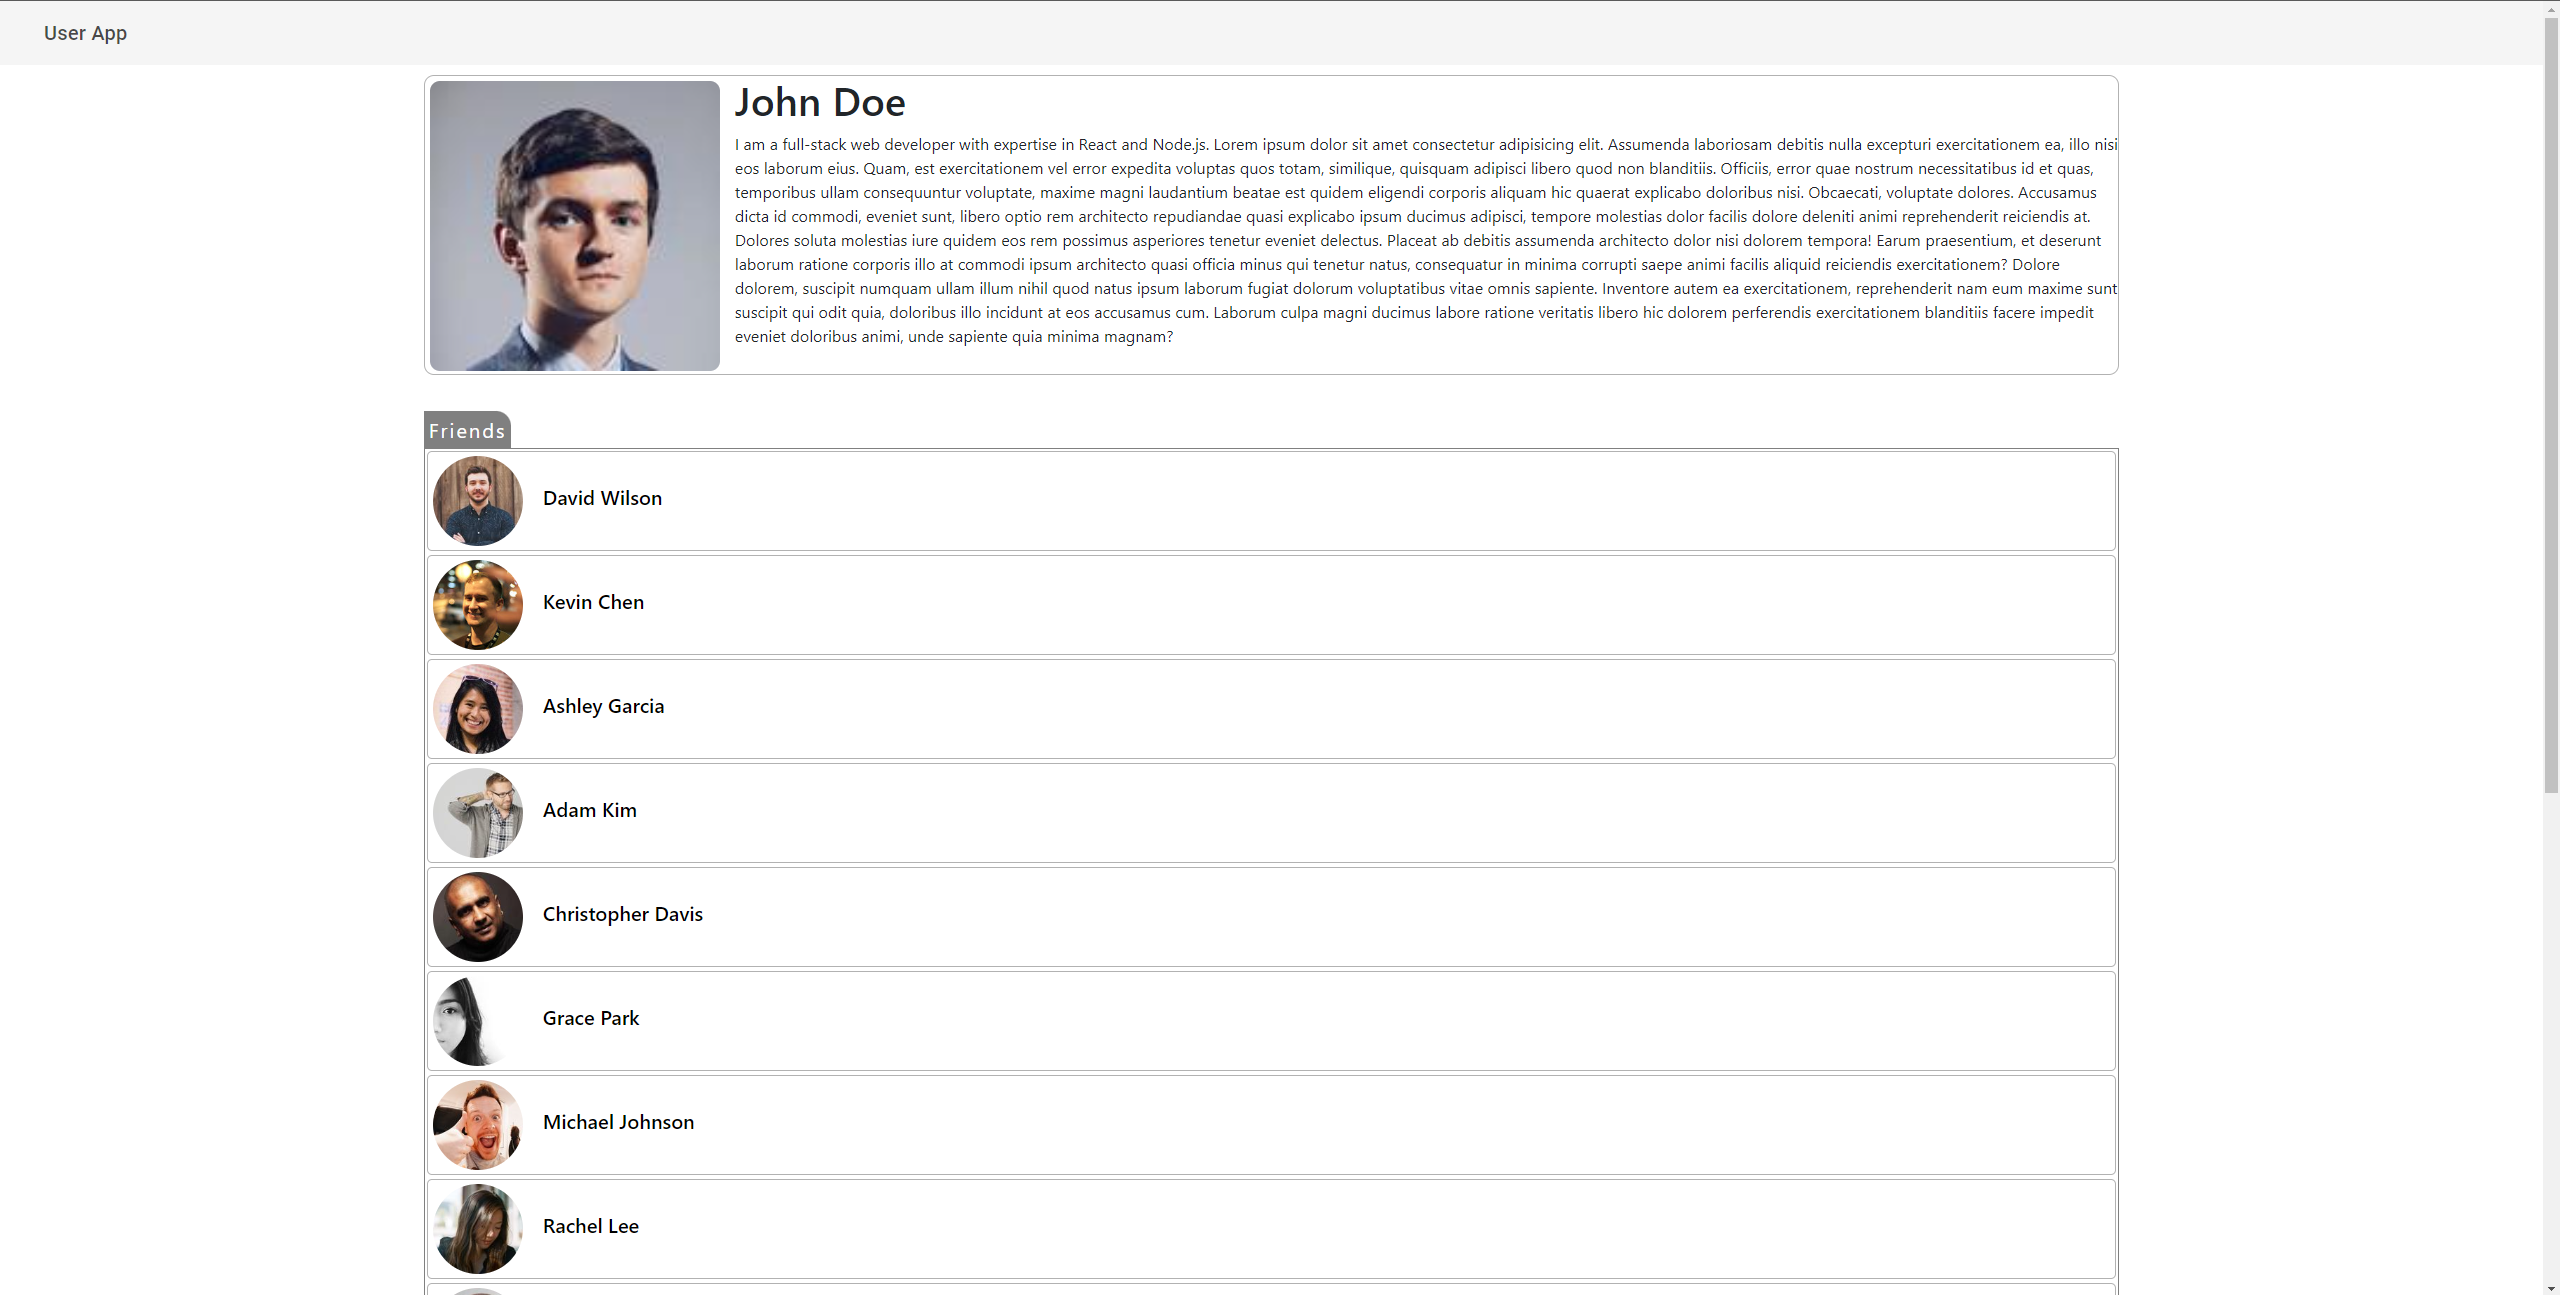 User App
John Doe
I am a full-stack web developer with expertise in React and Node.js. Lorem ipsum dolor sit amet consectetur adipisicing elit. Assumenda laboriosam debitis nulla excepturi exercitationem ea, illo nisi
eos laborum eius. Quam, est exercitationem vel error expedita voluptas quos totam, similique, quisquam adipisci libero quod non blanditiis. Officiis, error quae nostrum necessitatibus id et quas,
temporibus ullam consequuntur voluptate, maxime magni laudantium beatae est quidem eligendi corporis aliquam hic quaerat explicabo doloribus nisi. Obcaecati, voluptate dolores. Accusamus
dicta id commodi, eveniet sunt, libero optio rem architecto repudiandae quasi explicabo ipsum ducimus adipisci, tempore molestias dolor facilis dolore deleniti animi reprehenderit reiciendis at.
Dolores soluta molestias iure quidem eos rem possimus asperiores tenetur eveniet delectus. Placeat ab debitis assumenda architecto dolor nisi dolorem tempora! Earum praesentium, et deserunt
laborum ratione corporis illo at commodi ipsum architecto quasi officia minus qui tenetur natus, consequatur in minima corrupti saepe animi facilis aliquid reiciendis exercitationem? Dolore
dolorem, suscipit numquam ullam illum nihil quod natus ipsum laborum fugiat dolorum voluptatibus vitae omnis sapiente. Inventore autem ea exercitationem, reprehenderit nam eum maxime sunt
suscipit qui odit quia, doloribus illo incidunt at eos accusamus cum. Laborum culpa magni ducimus labore ratione veritatis libero hic dolorem perferendis exercitationem blanditiis facere impedit
eveniet doloribus animi, unde sapiente quia minima magnam?
Friends
David Wilson
Kevin Chen
Ashley Garcia
Adam Kim
Christopher Davis
Grace Park
Michael Johnson
Rachel Lee